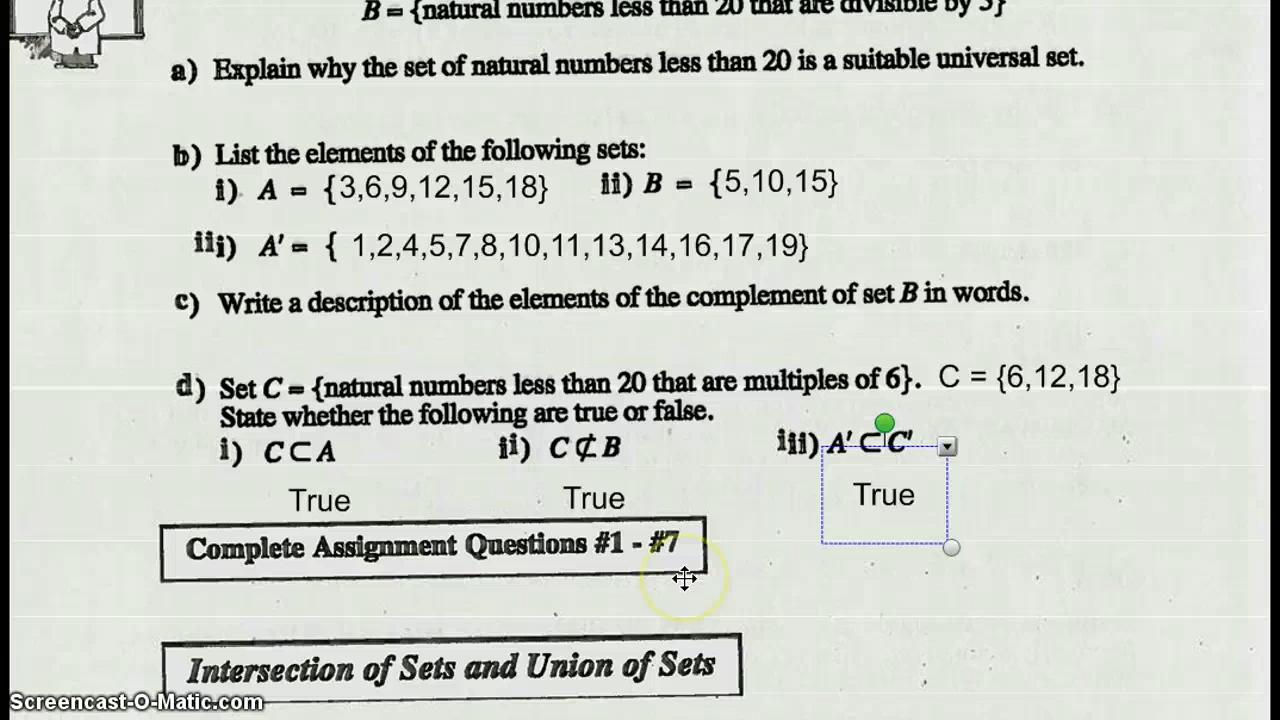 B = {natural numbers less than 20 that are divisible by 5}
a) Explain why the set of natural numbers less than 20 is a suitable universal set.
b) List the elements of the following sets:
i) A = {3,6,9,12,15,18} ii) B = {5,10,15}
iii) A' = { 1,2,4,5,7,8,10,11,13,14,16,17,19}
c) Write a description of the elements of the complement of set B in words.
d) Set C = {natural numbers less than 20 that are multiples of 6}. C = {6,12,18}
State whether the following are true or false.
i) C ⊂ A ii) C ⊄ B iii) A' ⊂ C'
True True True
Complete Assignment Questions #1 - #7
Intersection of Sets and Union of Sets
Screencast-O-Matic.com